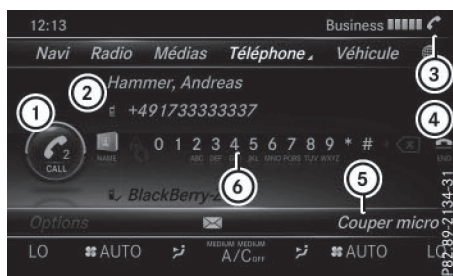 12:13 Business
Navi Radio Médias Téléphone Véhicule
3
1 2 Hammer, Andreas
+491733333337
4
2 CALL NAME 0 1 2 3 4 5 6 7 8 9 * # END
ABC DEF GHI JKL MNO PQRS TUV WXYZ
6 5
BlackBerry-
Options Couper micro
LO AUTO MEDIUM MEDIUM A/C OFF AUTO LO
P82.89-2134-31